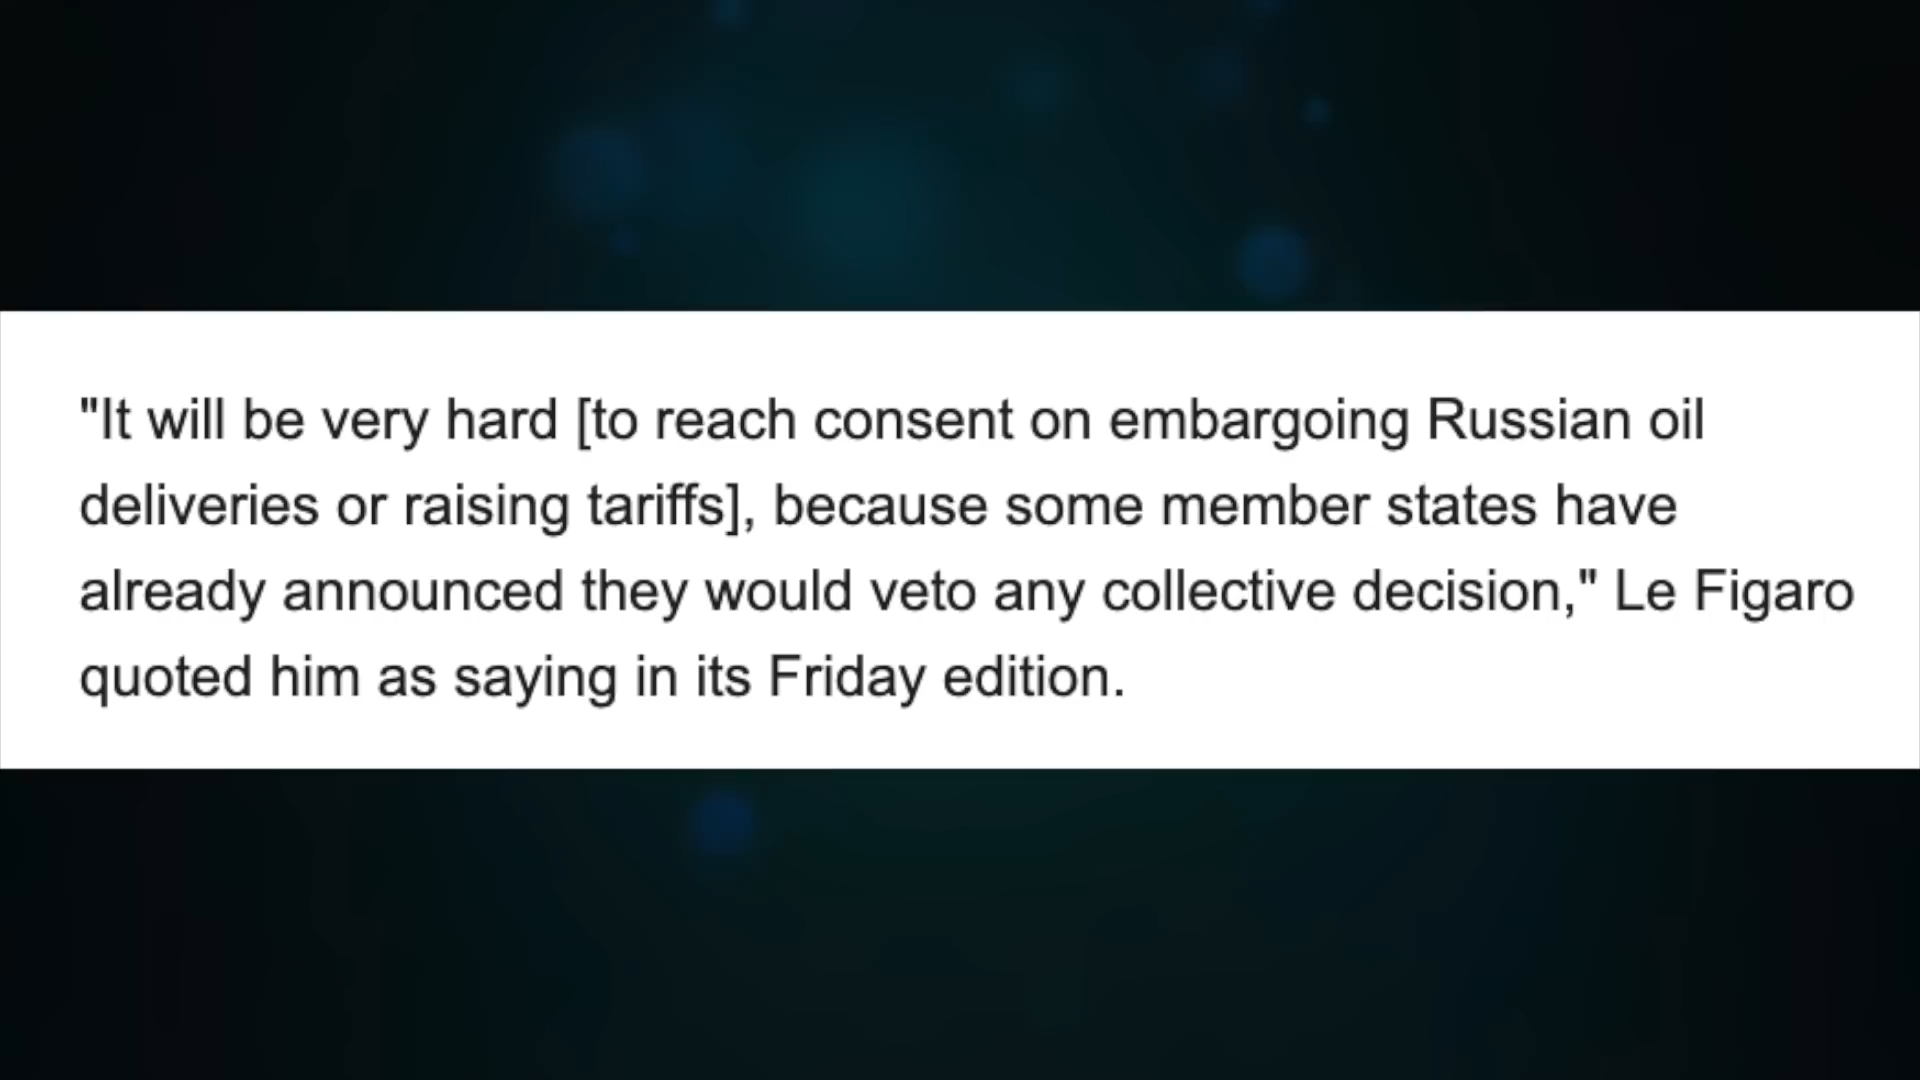 "It will be very hard [to reach consent on embargoing Russian oil
deliveries or raising tariffs], because some member states have
already announced they would veto any collective decision," Le Figaro
quoted him as saying in its Friday edition.